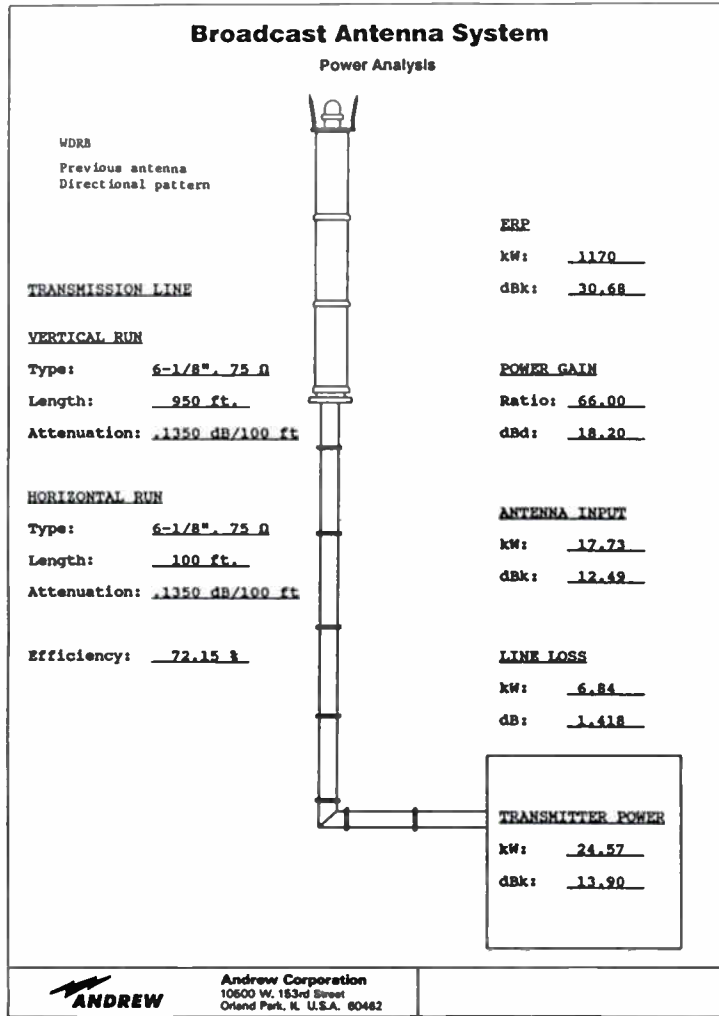 Broadcast Antenna System
Power Analysis
WDRB
Previous antenna
Directional pattern
TRANSMISSION LINE
VERTICAL RUN
Type: 6-1/8", 75 Ω
Length: 950 ft.
Attenuation: .1350 dB/100 ft
HORIZONTAL RUN
Type: 6-1/8", 75 Ω
Length: 100 ft.
Attenuation: .1350 dB/100 ft
Efficiency: 72.15 %
ERP
kW: 1170
dBk: 30.68
POWER GAIN
Ratio: 66.00
dBd: 18.20
ANTENNA INPUT
kW: 17.73
dBk: 12.49
LINE LOSS
kW: 6.84
dB: 1.418
TRANSMITTER POWER
kW: 24.57
dBk: 13.90
ANDREW
Andrew Corporation
10500 W. 153rd Street
Orland Park, IL U.S.A. 60462